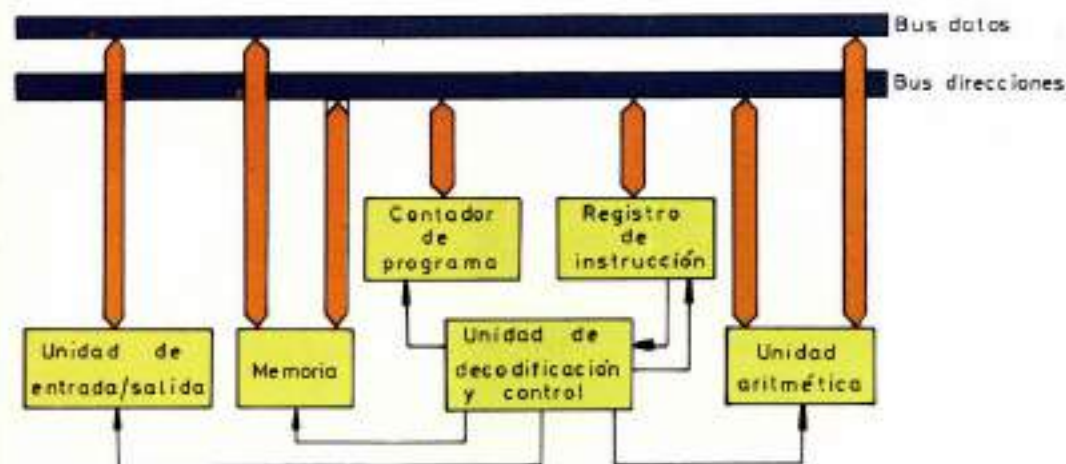 Bus datos
Bus direcciones
Contador
de
programa
Registro
de
instrucción
Unidad de
entrada/salida
Memoria
Unidad de
decodificación
y control
Unidad
aritmética